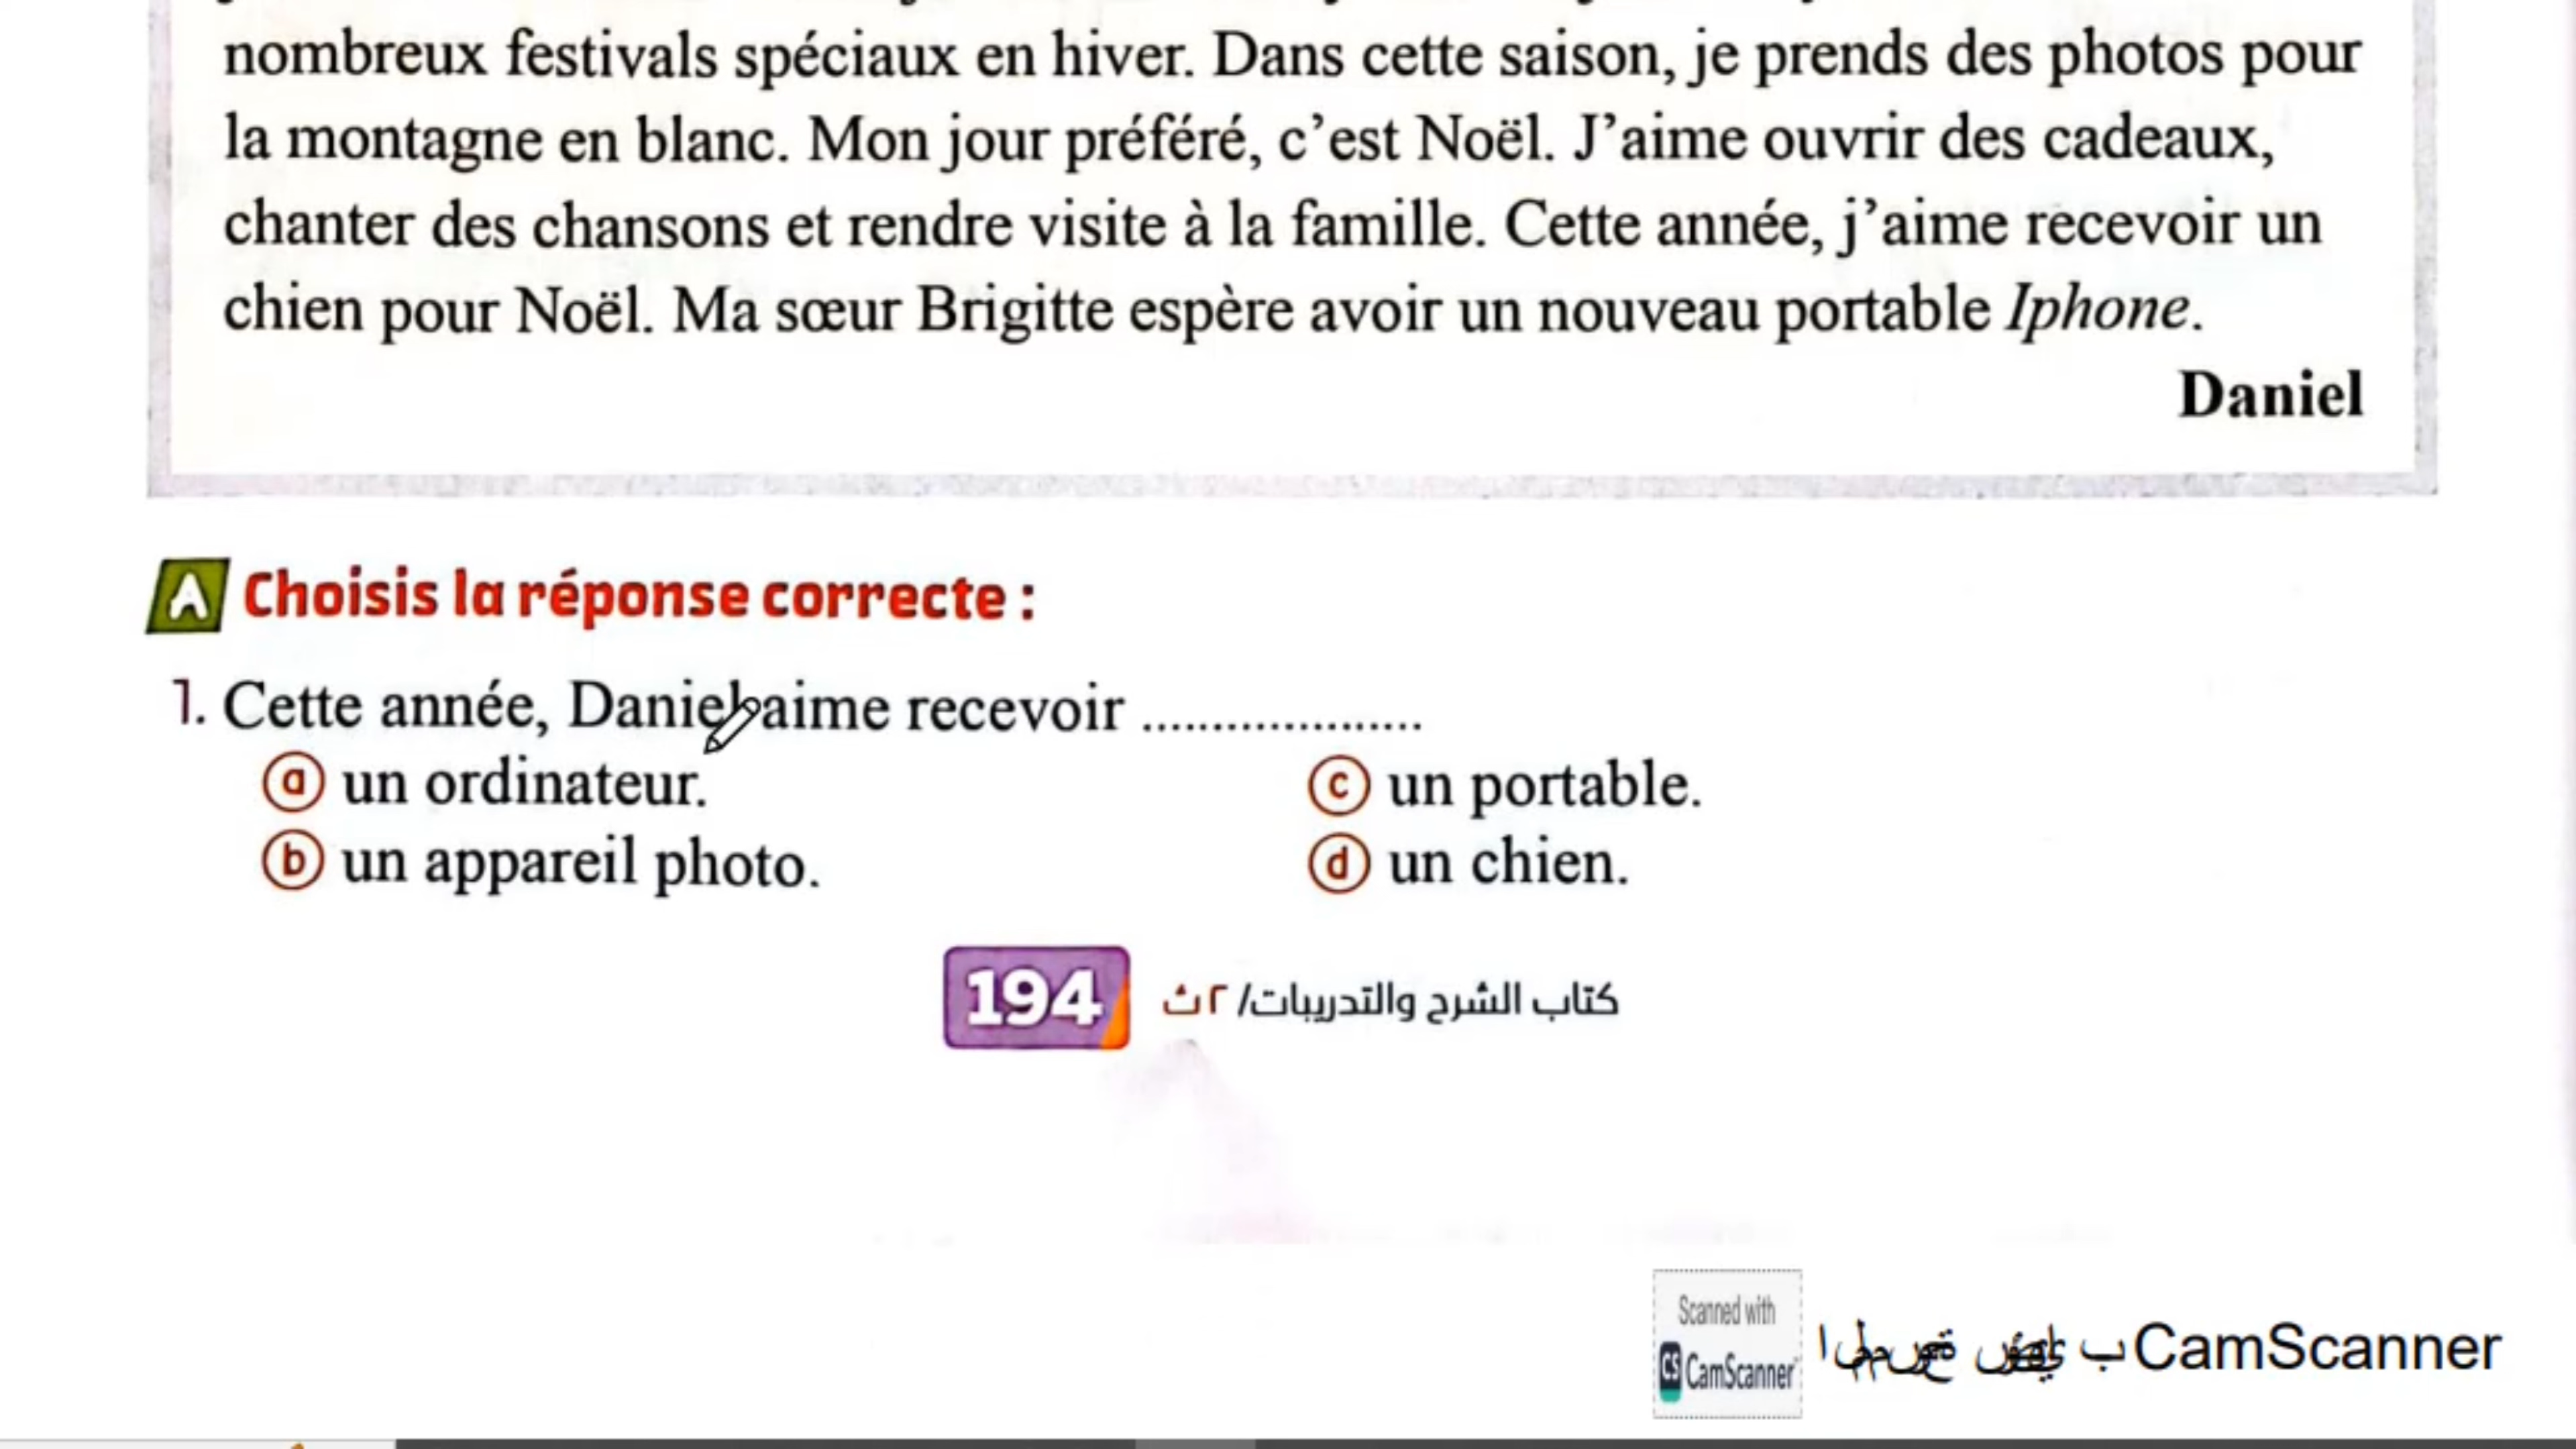 nombreux festivals spéciaux en hiver. Dans cette saison, je prends des photos pour
la montagne en blanc. Mon jour préféré, c’est Noël. J’aime ouvrir des cadeaux,
chanter des chansons et rendre visite à la famille. Cette année, j’aime recevoir un
chien pour Noël. Ma sœur Brigitte espère avoir un nouveau portable Iphone.
Daniel
A Choisis la réponse correcte :
1. Cette année, Daniel aime recevoir ....................
a un ordinateur.
c un portable.
b un appareil photo.
d un chien.
194 كتاب الشرح والتدريبات/ ٢ث
Scanned with
CS CamScanner
CamScanner